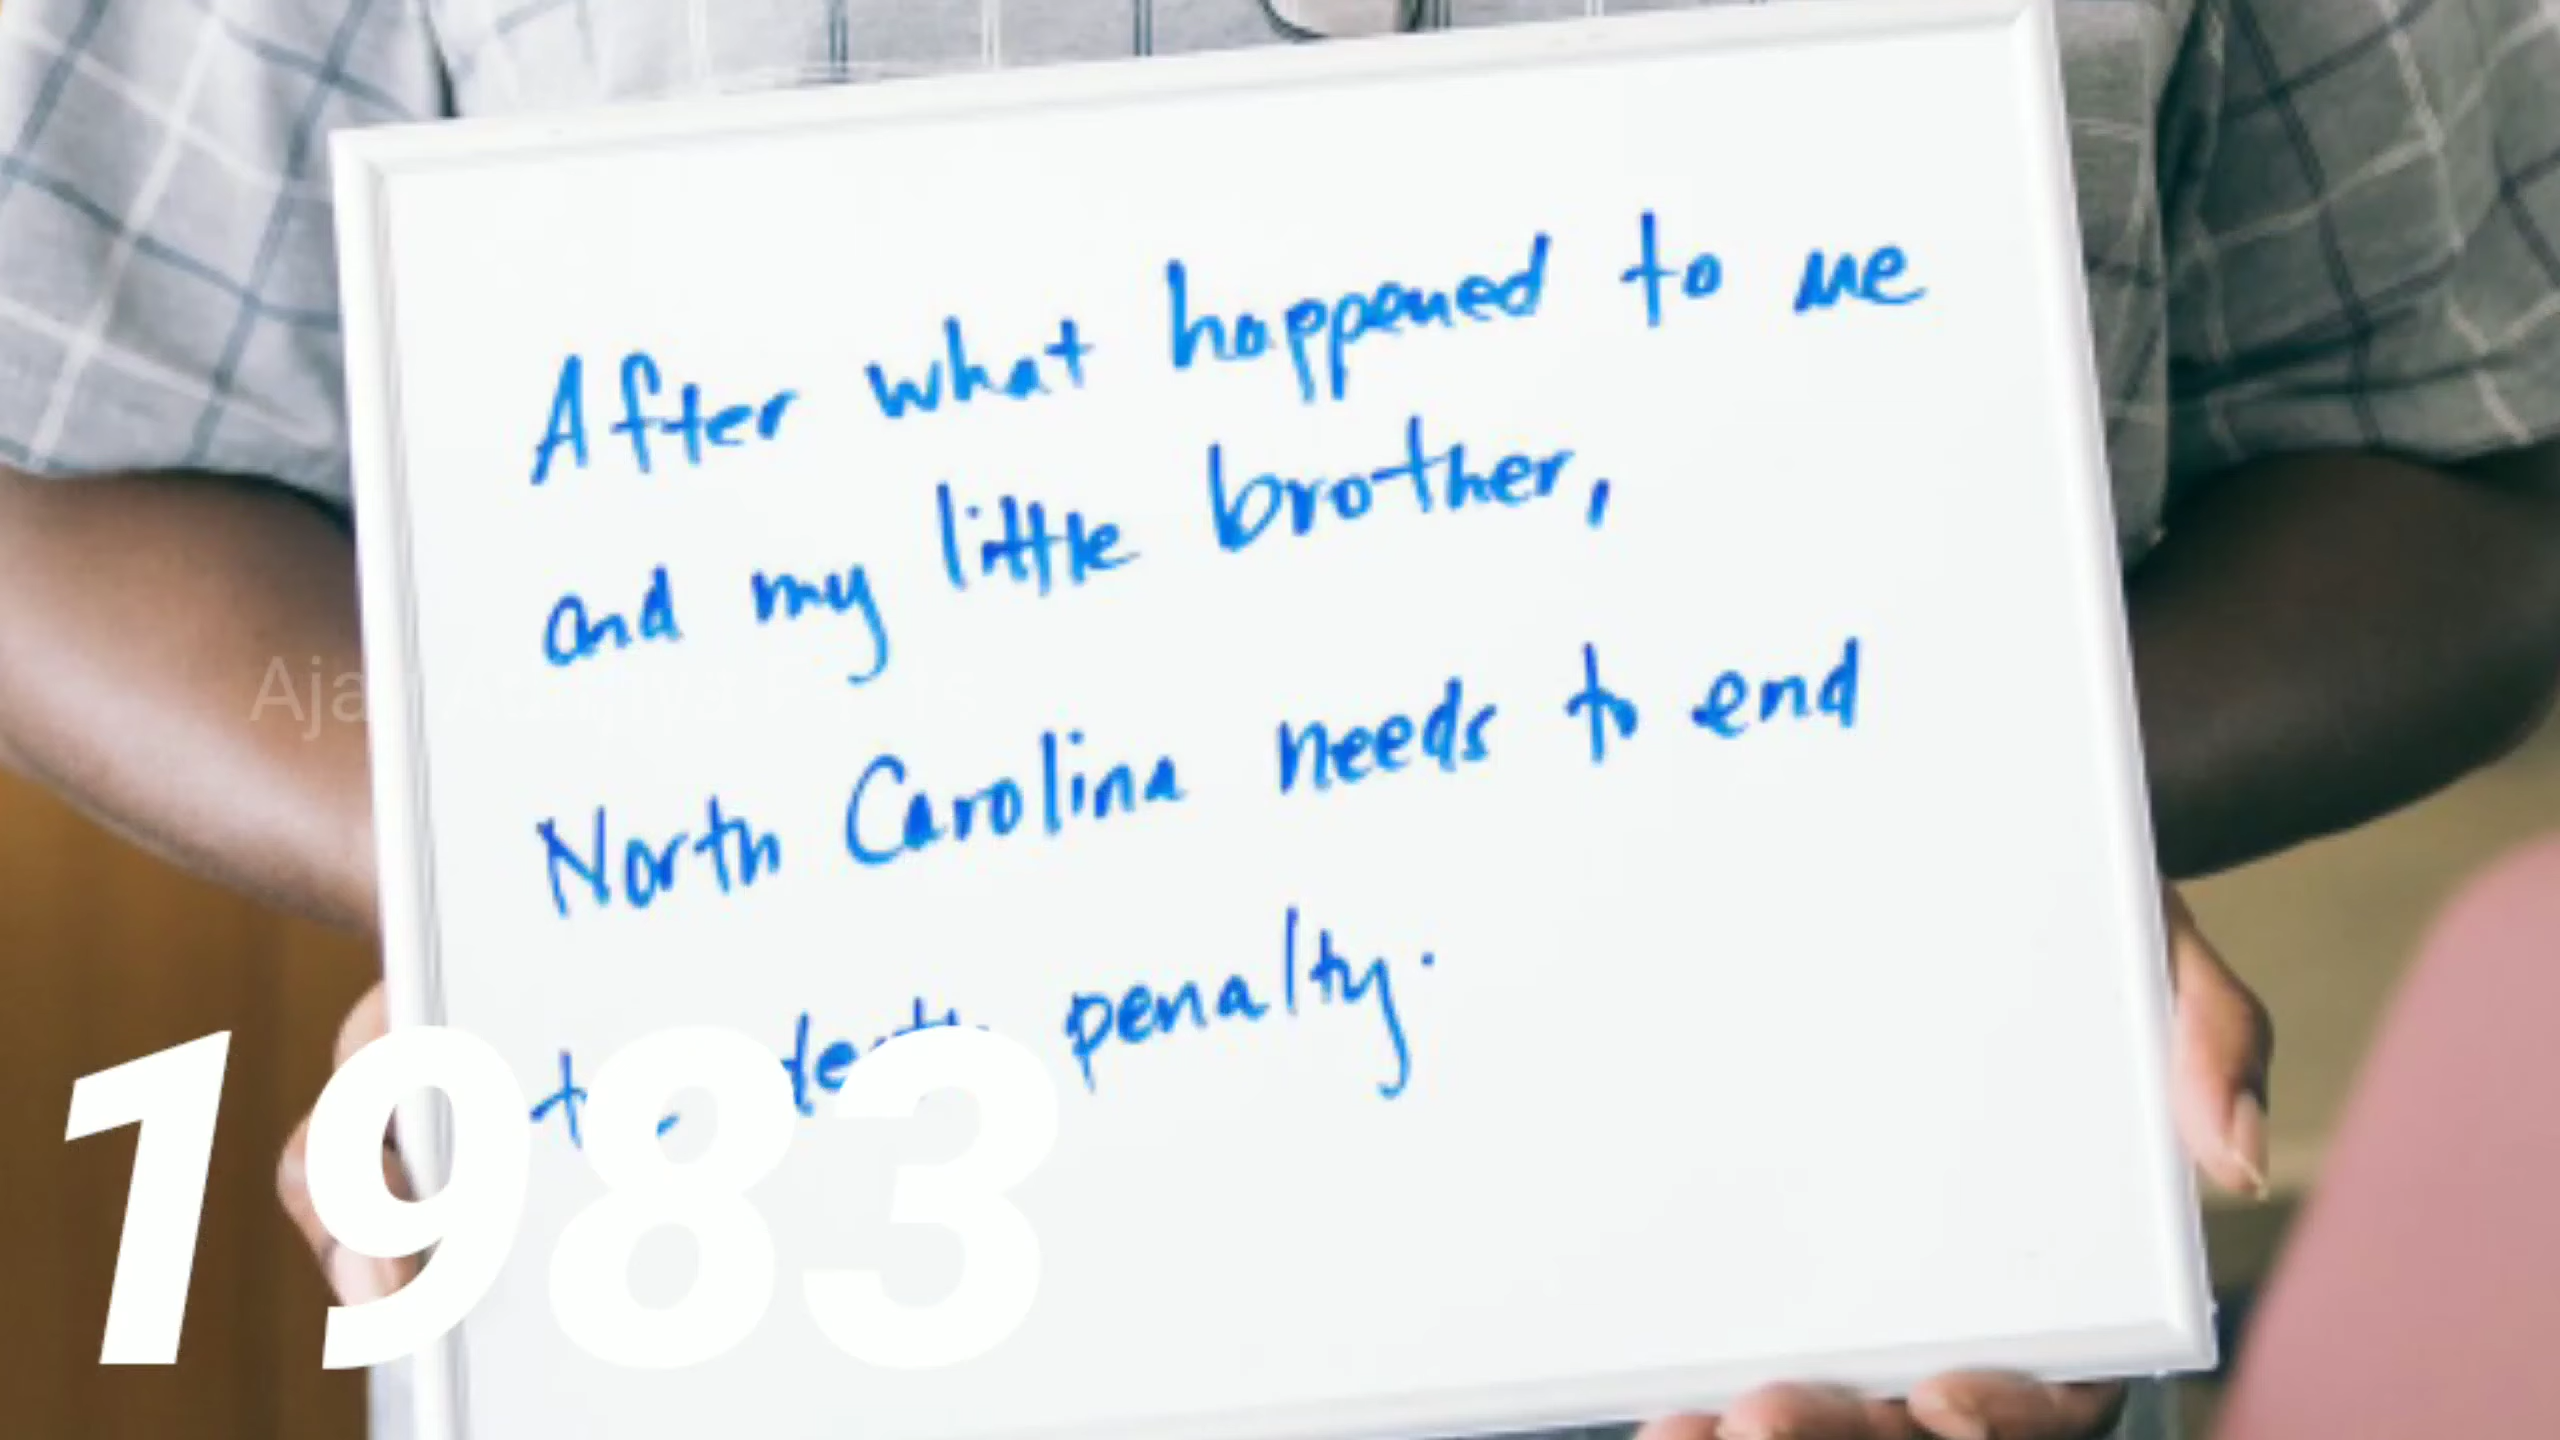 After what happened to me
and my little brother,
North Carolina needs to end
penalty.
1983